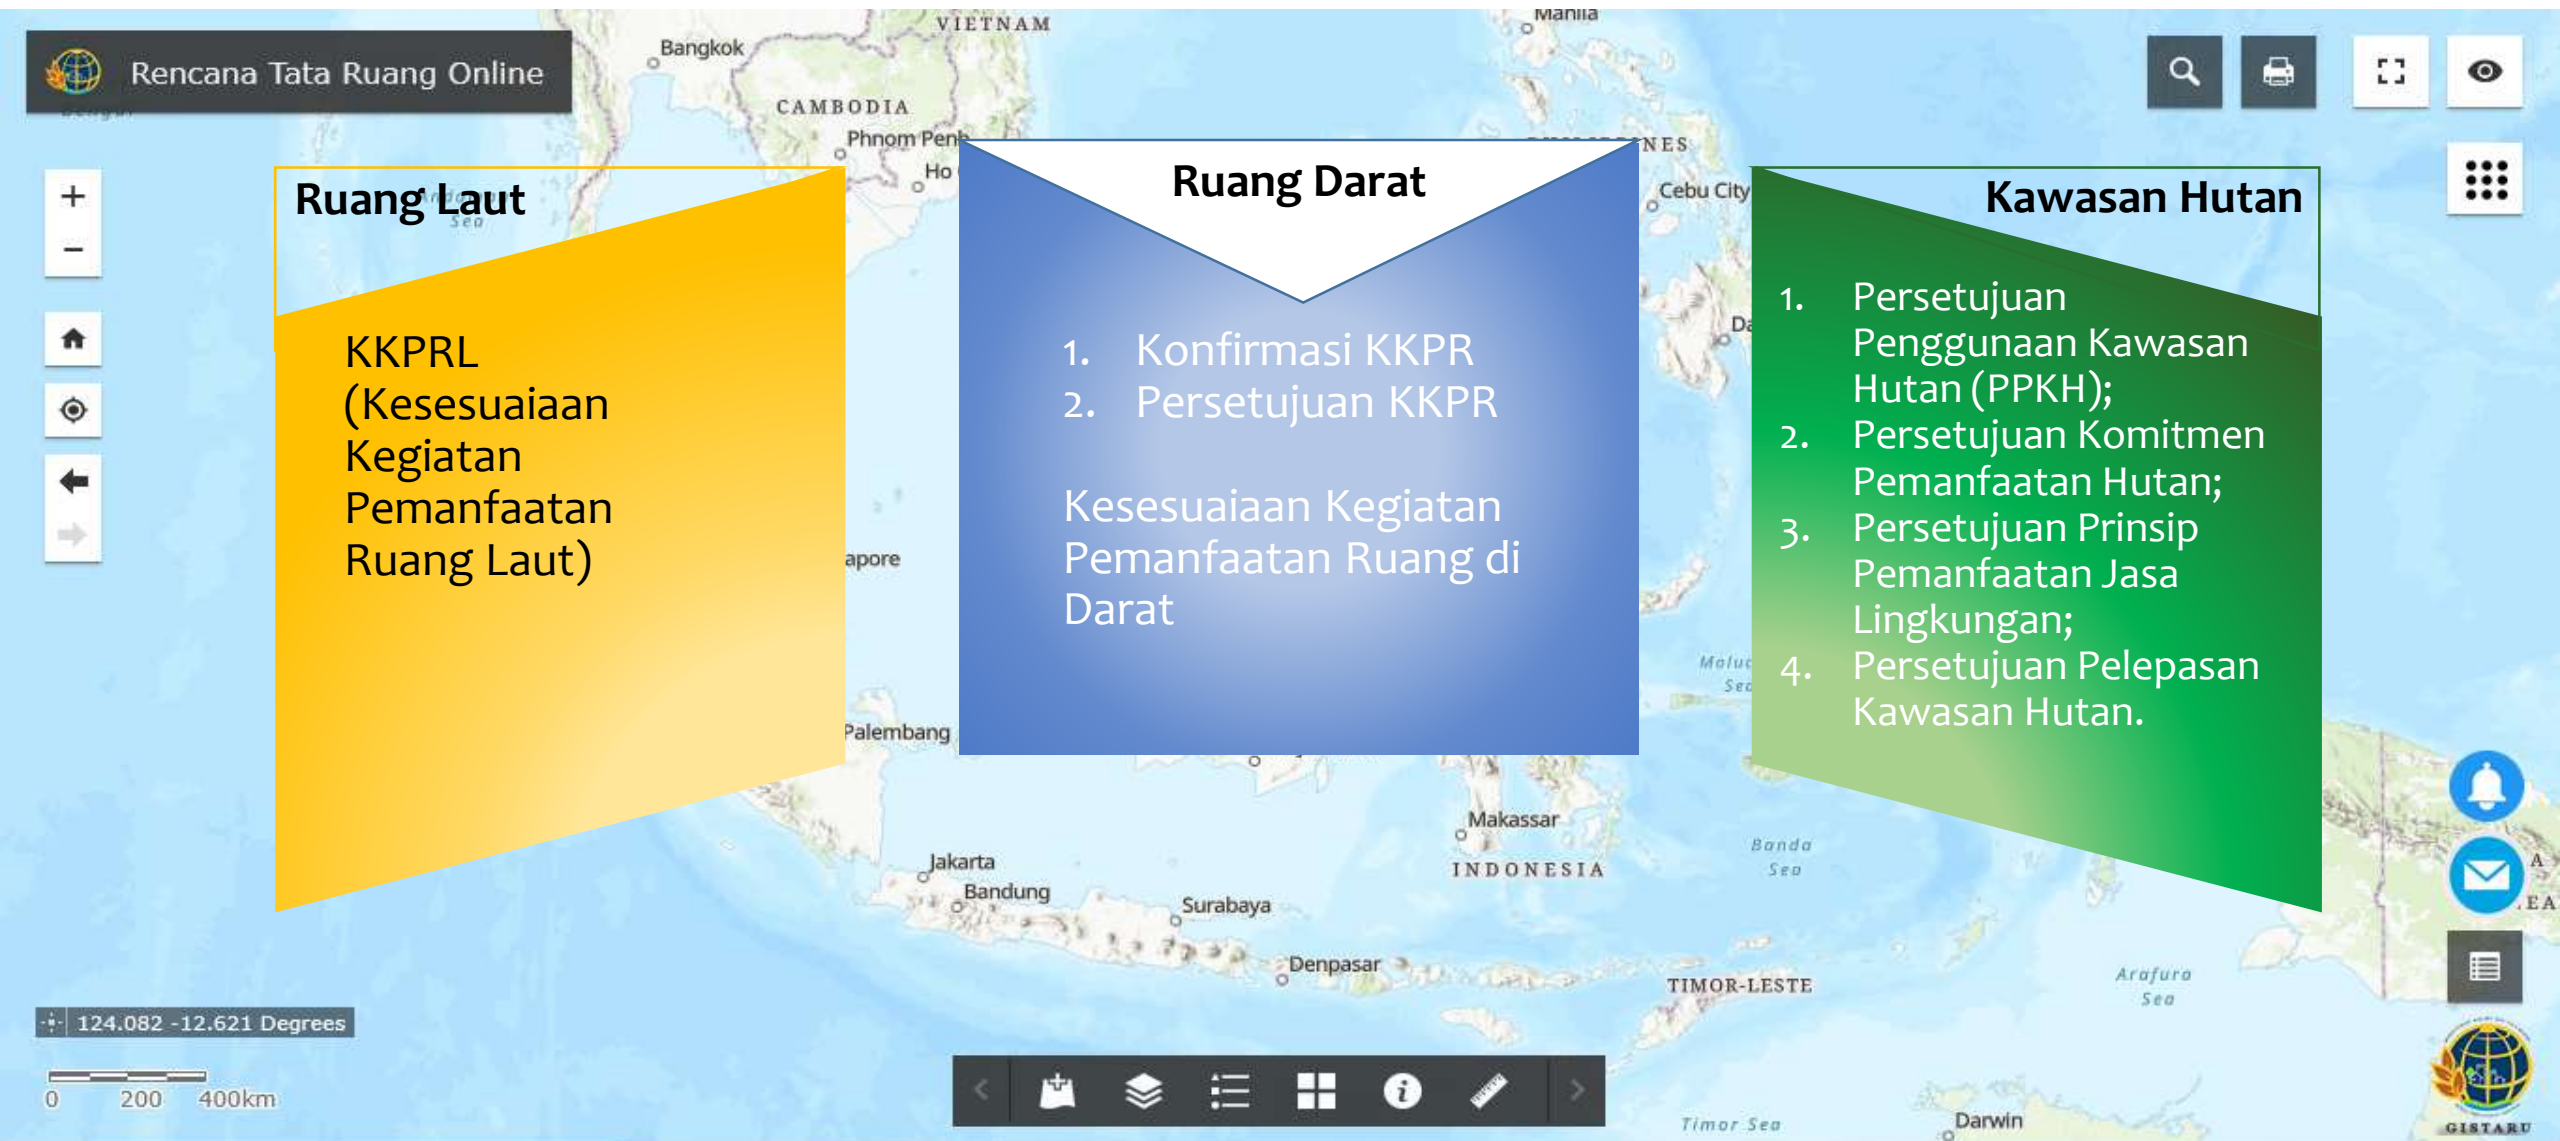 VIETNAM
Manila
Bangkok
Rencana Tata Ruang Online
CAMBODIA
Phnom Penh
Ho
Cebu City
Ruang Laut
Ruang Darat
Kawasan Hutan
Sea
KKPRL
(Kesesuaiaan
Kegiatan
Pemanfaatan
Ruang Laut)
1. Konfirmasi KKPR
2. Persetujuan KKPR
Kesesuaiaan Kegiatan
Pemanfaatan Ruang di
Darat
1. Persetujuan
Penggunaan Kawasan
Hutan (PPKH);
2. Persetujuan Komitmen
Pemanfaatan Hutan;
3. Persetujuan Prinsip
Pemanfaatan Jasa
Lingkungan;
4. Persetujuan Pelepasan
Kawasan Hutan.
apore
Palembang
Makassar
INDONESIA
Banda
Sea
Jakarta
Bandung
Surabaya
Denpasar
TIMOR-LESTE
Arafura
Sea
124.082 -12.621 Degrees
0 200 400km
Timor Sea
Darwin
GISTARU